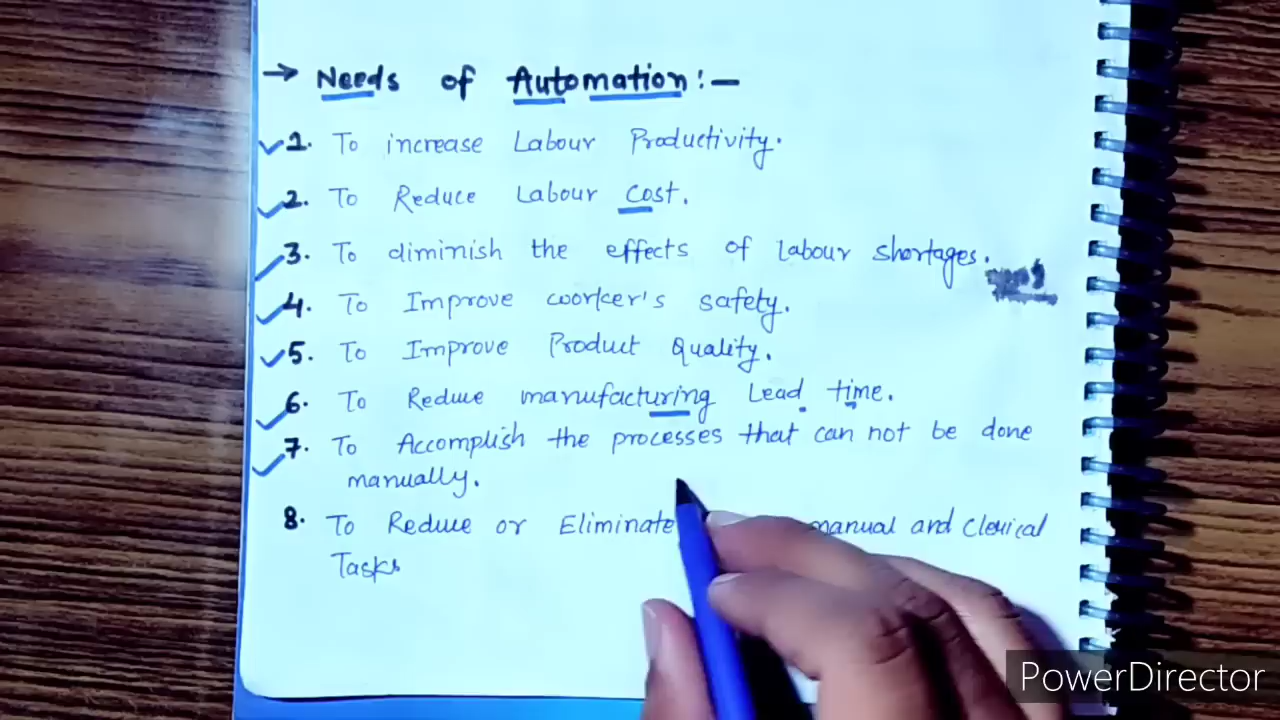 → Needs of Automation:-
1. To increase Labour Productivity.
2. To Reduce Labour cost.
3. To diminish the effects of labour shortages.
4. To Improve worker's safety.
5. To Improve Product Quality.
6. To Reduce manufacturing Lead time.
7. To Accomplish the processes that can not be done
manually.
8. To Reduce or Eliminate manual and Clerical
Tasks
PowerDirector